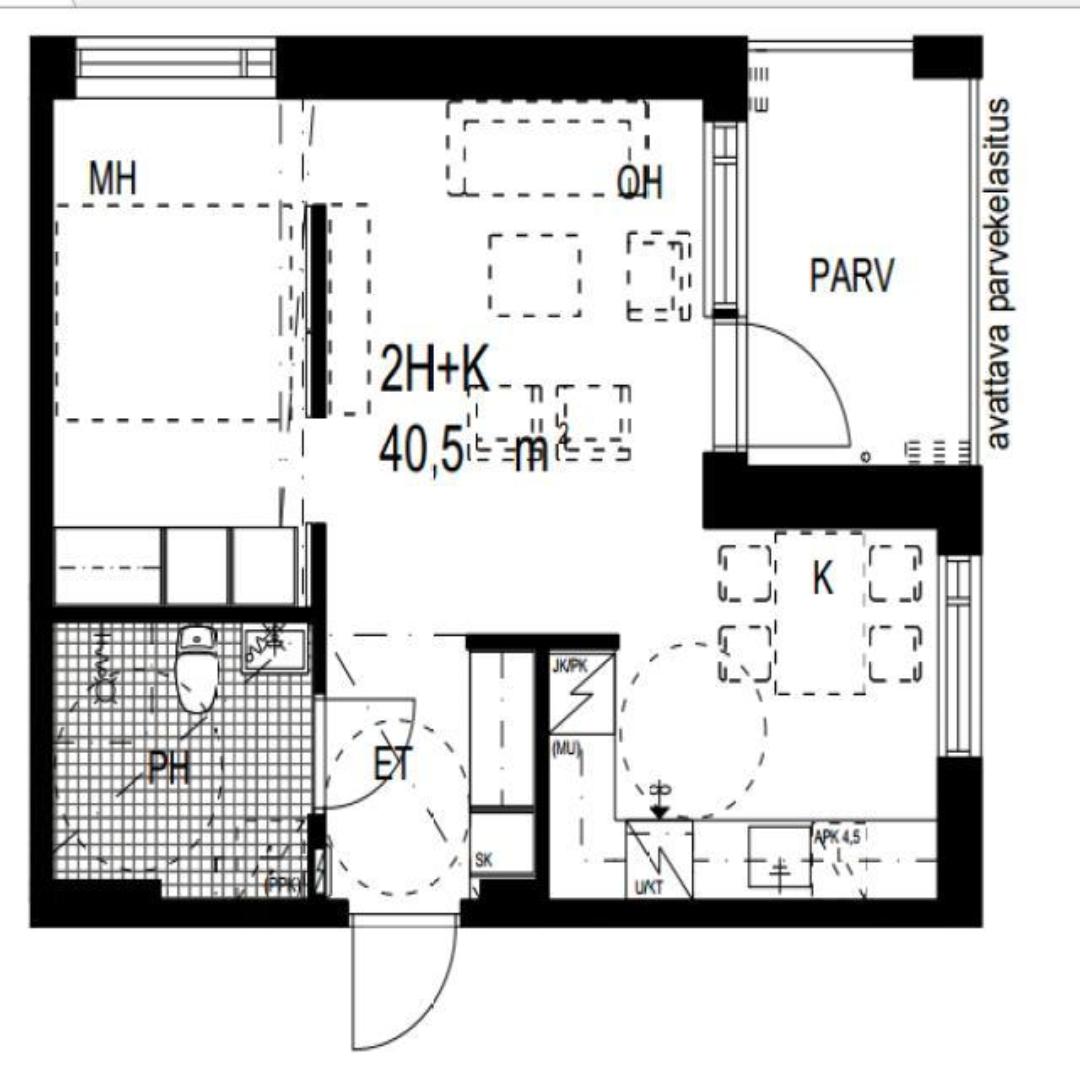 MH
OH
PARV
avattava parvekelasitus
2H+K
40,5 m²
K
JK/PK
(MU)
PH
ET
SK
APK 4,5
(PPK)
U/KT